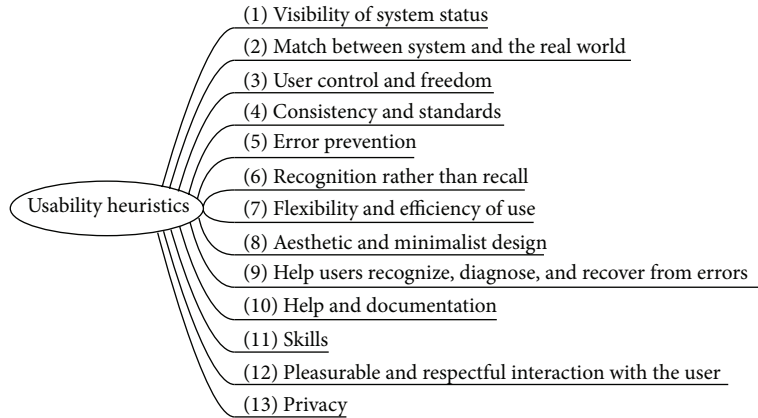 (1) Visibility of system status
(2) Match between system and the real world
(3) User control and freedom
(4) Consistency and standards
(5) Error prevention
(6) Recognition rather than recall
Usability heuristics
(7) Flexibility and efficiency of use
(8) Aesthetic and minimalist design
(9) Help users recognize, diagnose, and recover from errors
(10) Help and documentation
(11) Skills
(12) Pleasurable and respectful interaction with the user
(13) Privacy